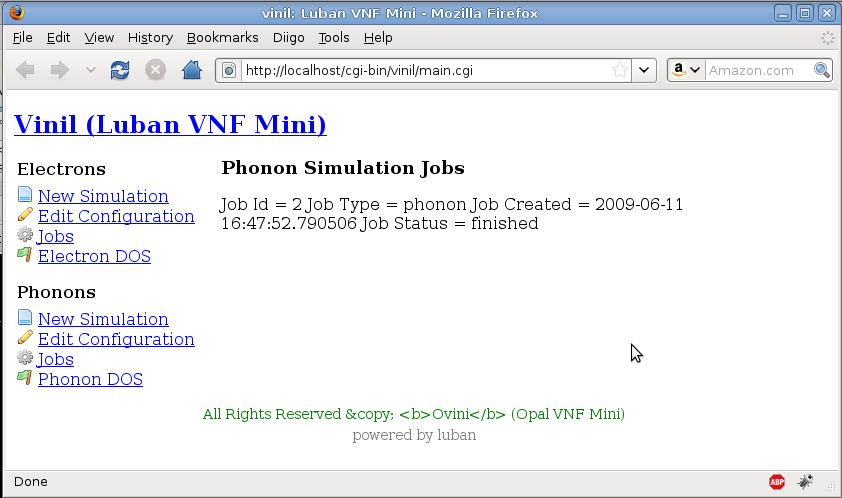 vinil: Luban VNF Mini - Mozilla Firefox
File Edit View History Bookmarks Diigo Tools Help
http://localhost/cgi-bin/vinil/main.cgi
a Amazon.com
Vinil (Luban VNF Mini)
Electrons
New Simulation
Edit Configuration
Jobs
Electron DOS
Phonons
New Simulation
Edit Configuration
Jobs
Phonon DOS
Phonon Simulation Jobs
Job Id = 2 Job Type = phonon Job Created = 2009-06-11
16:47:52.790506 Job Status = finished
All Rights Reserved &copy; <b>Ovini</b> (Opal VNF Mini)
powered by luban
Done
ABP